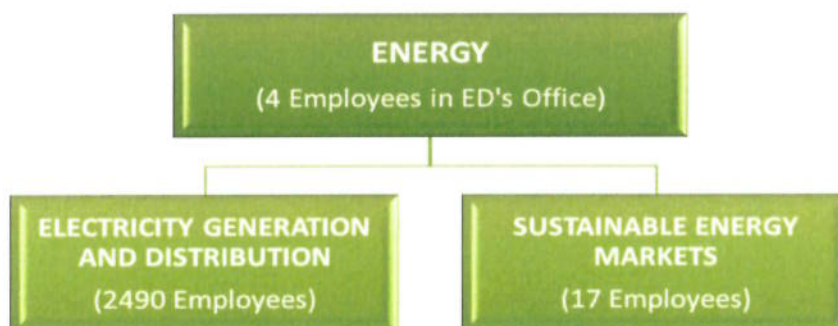 ENERGY
(4 Employees in ED's Office)
ELECTRICITY GENERATION
AND DISTRIBUTION
(2490 Employees)
SUSTAINABLE ENERGY
MARKETS
(17 Employees)